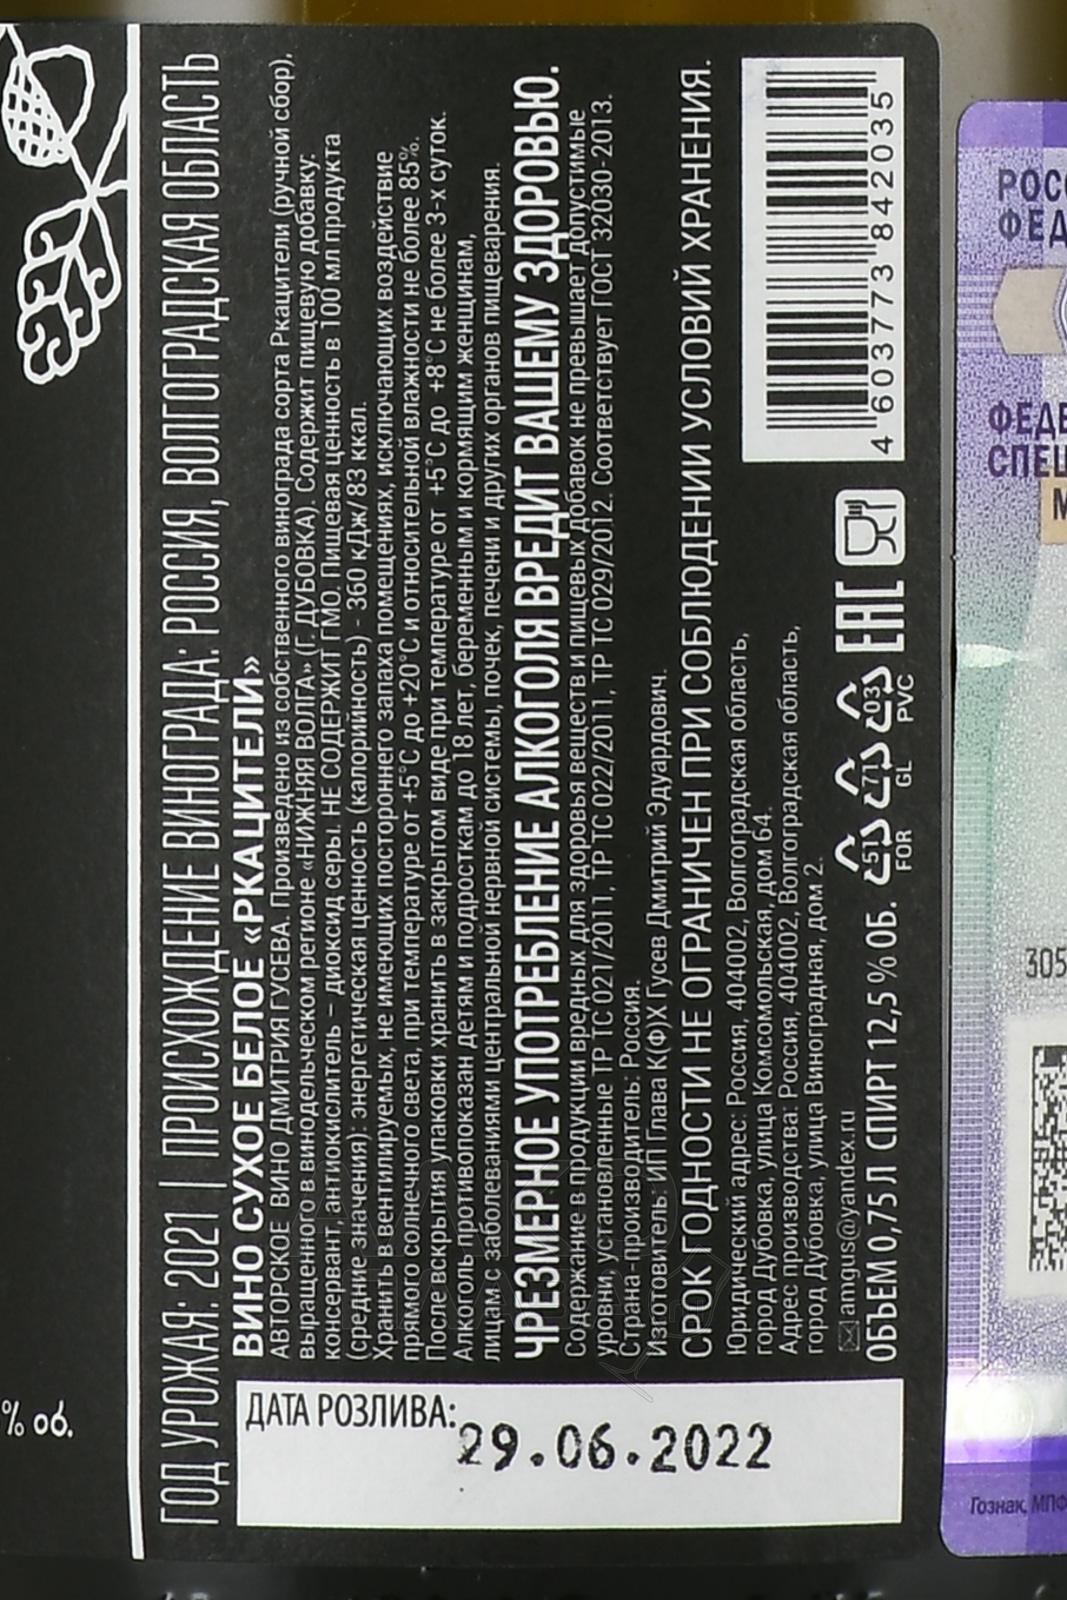 % об.
ГОД УРОЖАЯ: 2021 | ПРОИСХОЖДЕНИЕ ВИНОГРАДА: РОССИЯ, ВОЛГОГРАДСКАЯ ОБЛАСТЬ
ВИНО СУХОЕ БЕЛОЕ «РКАЦИТЕЛИ»
АВТОРСКОЕ ВИНО ДМИТРИЯ ГУСЕВА. Произведено из собственного винограда сорта Ркацители (ручной сбор),
выращенного в винодельческом регионе «НИЖНЯЯ ВОЛГА» (Г. ДУБОВКА). Содержит пищевую добавку:
консервант, антиокислитель – диоксид серы. НЕ СОДЕРЖИТ ГМО. Пищевая ценность в 100 мл продукта
(средние значения): энергетическая ценность (калорийность) - 360 кДж/ 83 ккал.
Хранить в вентилируемых, не имеющих постороннего запаха помещениях, исключающих воздействие
прямого солнечного света, при температуре от +5°С до +20°С и относительной влажности не более 85%.
После вскрытия упаковки хранить в закрытом виде при температуре от +5°С до +8°С не более 3-х суток.
Алкоголь противопоказан детям и подросткам до 18 лет, беременным и кормящим женщинам,
лицам с заболеваниями центральной нервной системы, почек, печени и других органов пищеварения.
ЧРЕЗМЕРНОЕ УПОТРЕБЛЕНИЕ АЛКОГОЛЯ ВРЕДИТ ВАШЕМУ ЗДОРОВЬЮ.
Содержание в продукции вредных для здоровья веществ и пищевых добавок не превышает допустимые
уровни, установленные ТР ТС 021/2011, ТР ТС 022/2011, ТР ТС 029/2012. Соответствует ГОСТ 32030-2013.
Страна-производитель: Россия.
Изготовитель: ИП Глава К(Ф)Х Гусев Дмитрий Эдуардович.
СРОК ГОДНОСТИ НЕ ОГРАНИЧЕН ПРИ СОБЛЮДЕНИИ УСЛОВИЙ ХРАНЕНИЯ.
Юридический адрес: Россия, 404002, Волгоградская область,
город Дубовка, улица Комсомольская, дом 64.
Адрес производства: Россия, 404002, Волгоградская область,
город Дубовка, улица Виноградная, дом 2.
amgus@yandex.ru
ОБЪЕМ 0,75 Л СПИРТ 12,5 % ОБ.
51 71 03
FOR GL PVC
ЕАС
4 603773 842035
ДАТА РОЗЛИВА:
29.06.2022
РОСС
ФЕД
ФЕДЕ
СПЕЦ
М
305
Гознак, МПФ